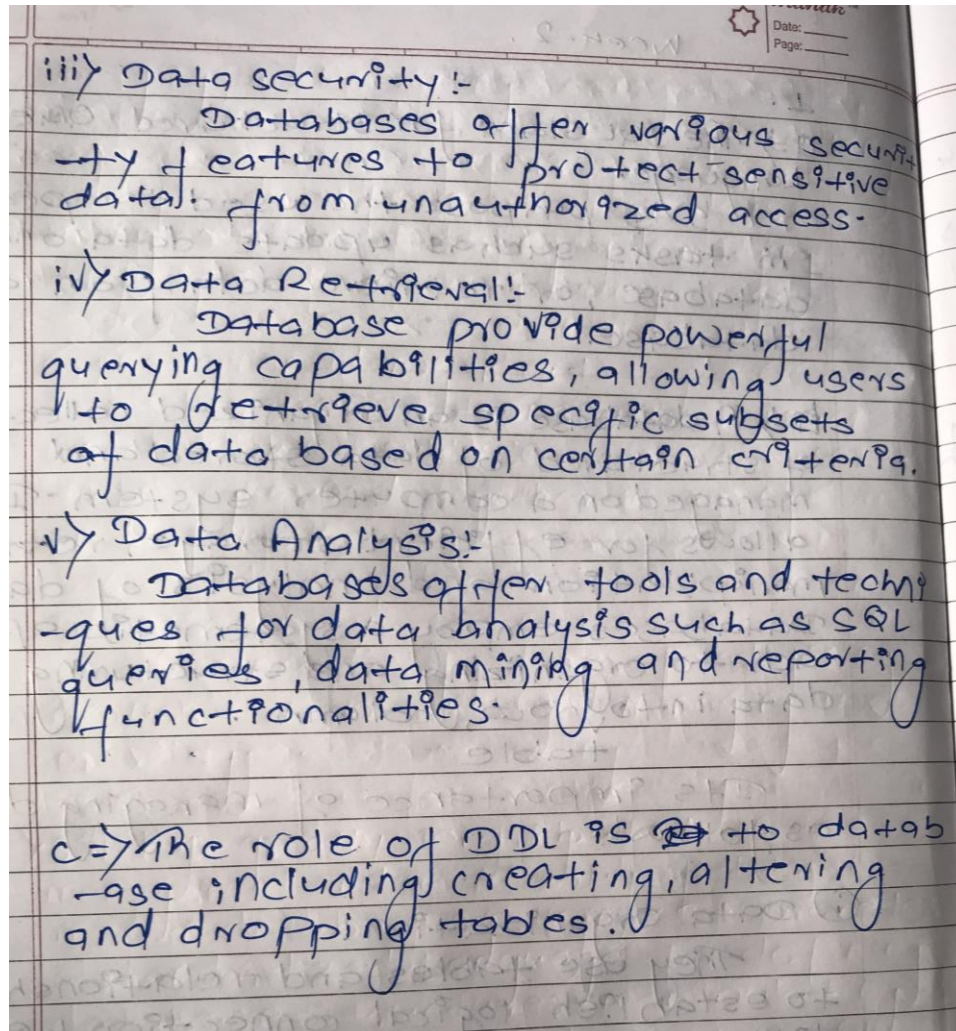 Date:
Page:
iii) Data security :-
Databases offer various securit
-ty features to protect sensitive
data. from unauthorized access.
iv) Data Retrieval :-
Database provide powerful
querying capabilities, allowing users
to retrieve specific subsets
of data based on certain criteria.
v) Data Analysis :-
Databases offer tools and techni
-ques for data analysis such as SQL
queries, data mining and reporting
functionalities.
c=> The role of DDL is to datab
-ase including creating, altering
and dropping tables.